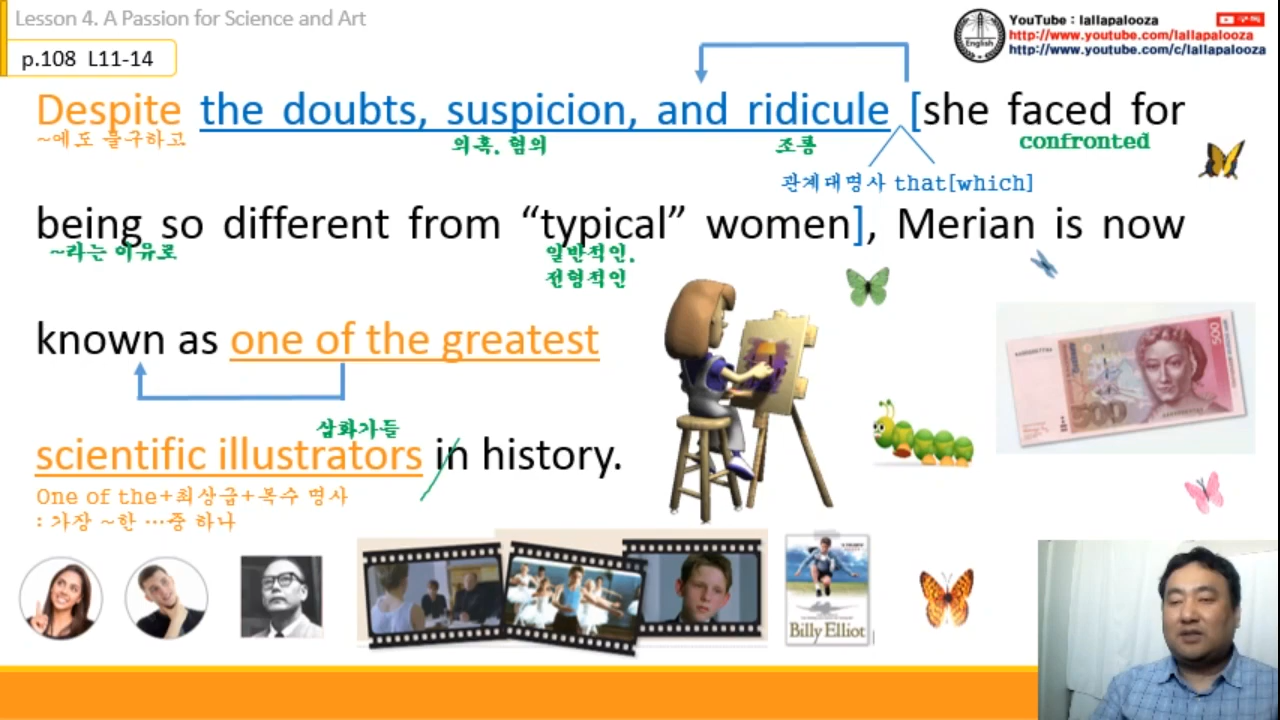 Lesson 4. A Passion for Science and Art
YouTube : lallapalooza
구독
http://www.youtube.com/lallapalooza
http://www.youtube.com/c/lallapalooza
English
p.108 L11-14
Despite the doubts, suspicion, and ridicule [she faced for
~에도 불구하고
의혹. 혐의
조롱
confronted
관계대명사 that[which]
being so different from “typical” women], Merian is now
~라는 이유로
일반적인.
전형적인
known as one of the greatest
삽화가들
scientific illustrators in history.
One of the+최상급+복수 명사
: 가장 ~한 …중 하나
500
500
Billy Elliot